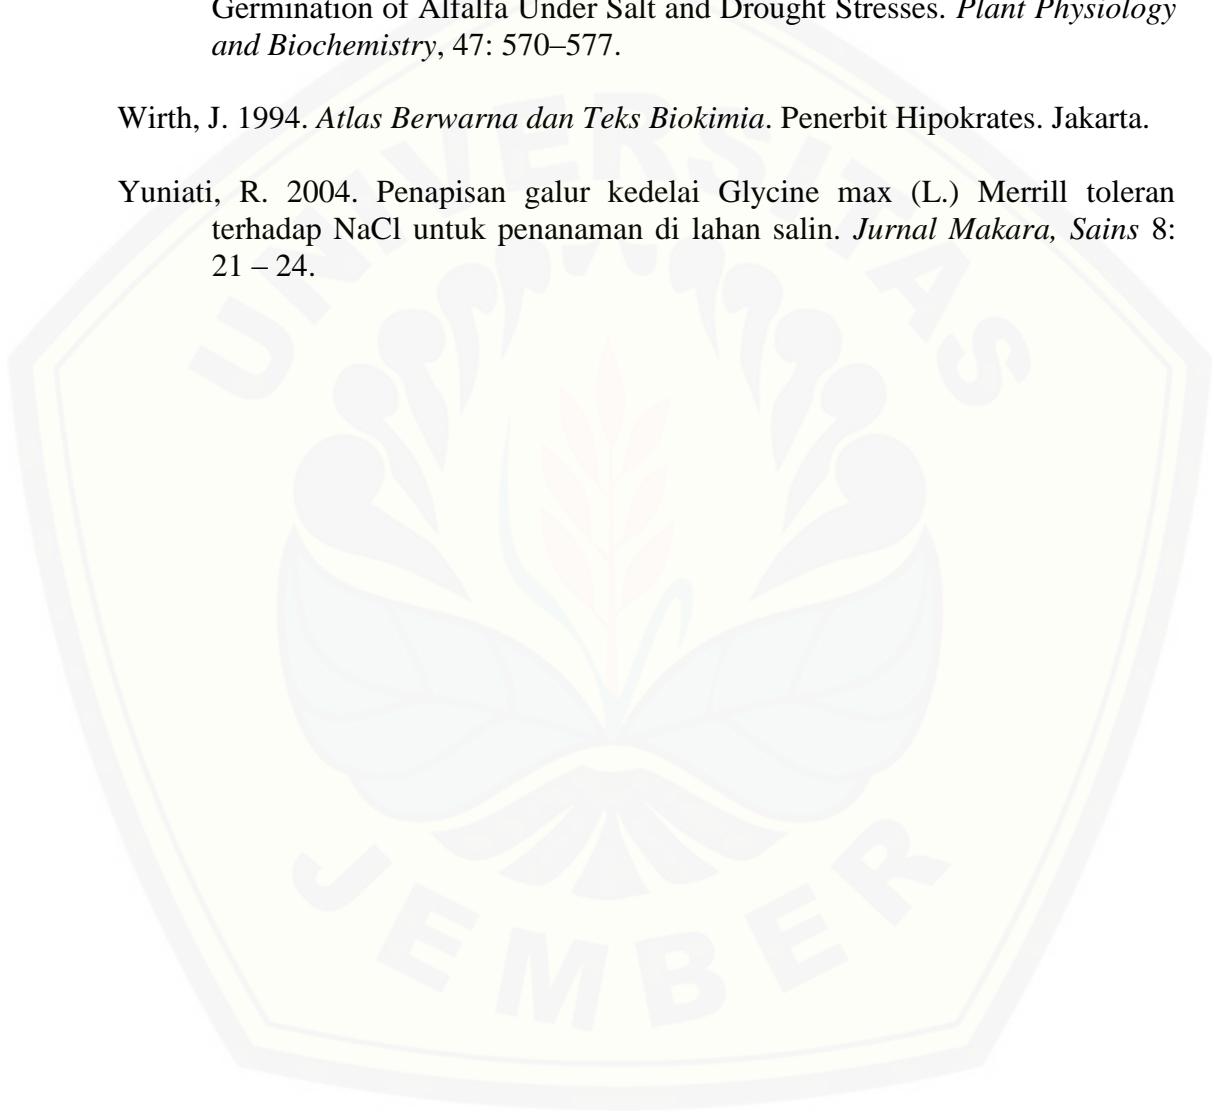 Germination of Alfalfa Under Salt and Drought Stresses. Plant Physiology
and Biochemistry, 47: 570–577.
Wirth, J. 1994. Atlas Berwarna dan Teks Biokimia. Penerbit Hipokrates. Jakarta.
Yuniati, R. 2004. Penapisan galur kedelai Glycine max (L.) Merrill toleran
terhadap NaCl untuk penanaman di lahan salin. Jurnal Makara, Sains 8:
21 – 24.
UNIVERSITAS
JEMBER